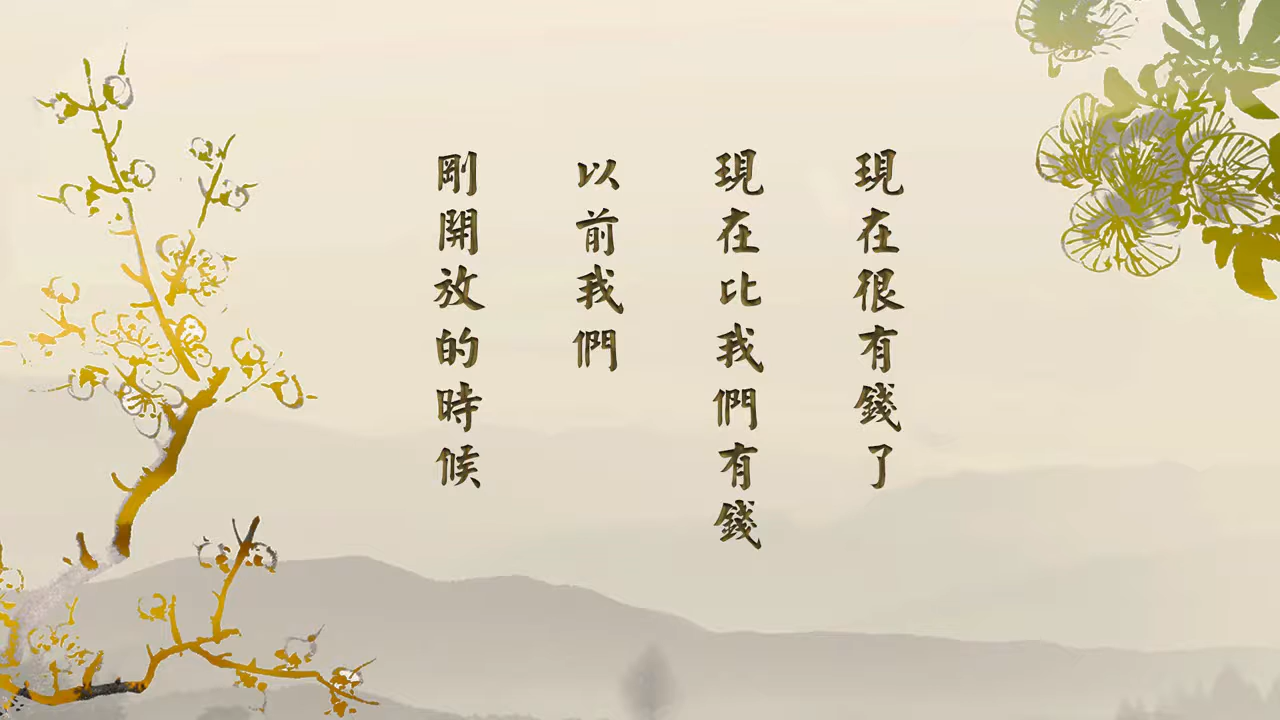 現在很有錢了
現在比我們有錢
以前我們
剛開放的時候